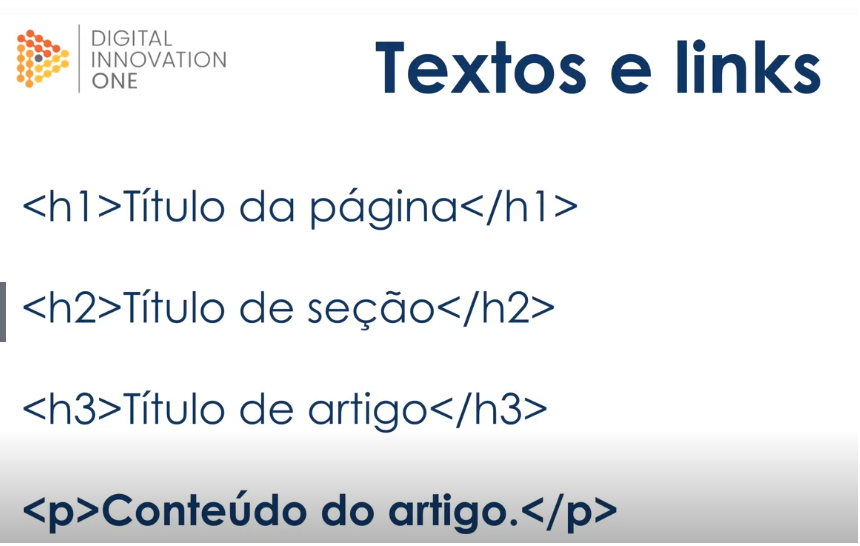 DIGITAL
INNOVATION
ONE
Textos e links
<h1>Título da página</h1>
<h2>Título de seção</h2>
<h3>Título de artigo</h3>
<p>Conteúdo do artigo.</p>